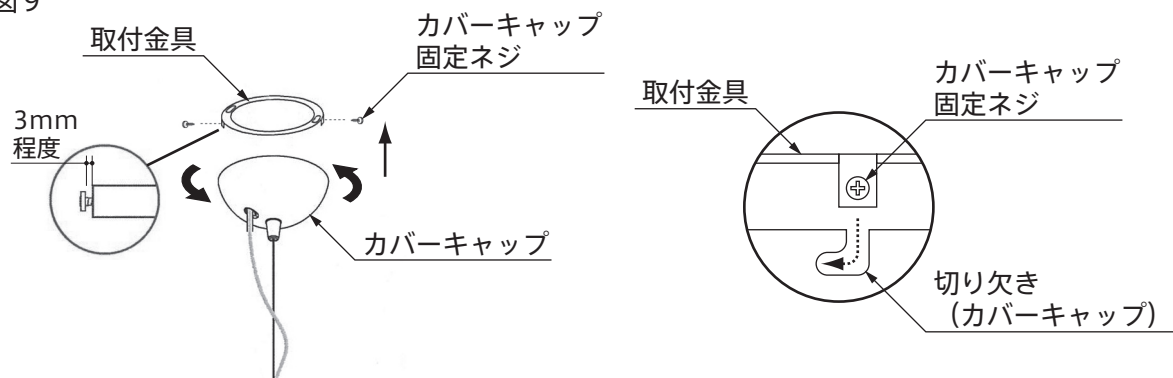 図9
取付金具
カバーキャップ
固定ネジ
3mm
程度
カバーキャップ
取付金具
カバーキャップ
固定ネジ
切り欠き
（カバーキャップ）